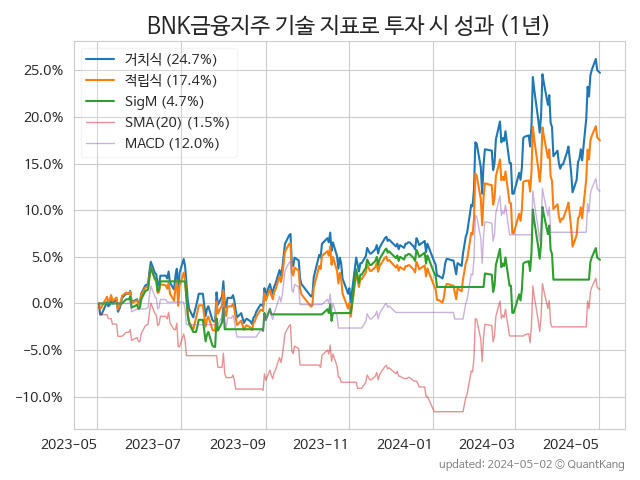 BNK금융지주 기술 지표로 투자 시 성과 (1년)
거치식 (24.7%)
적립식 (17.4%)
SigM (4.7%)
SMA(20) (1.5%)
MACD (12.0%)
25.0%
20.0%
15.0%
10.0%
5.0%
0.0%
−5.0%
−10.0%
2023-05 2023-07 2023-09 2023-11 2024-01 2024-03 2024-05
updated: 2024-05-02 © QuantKang